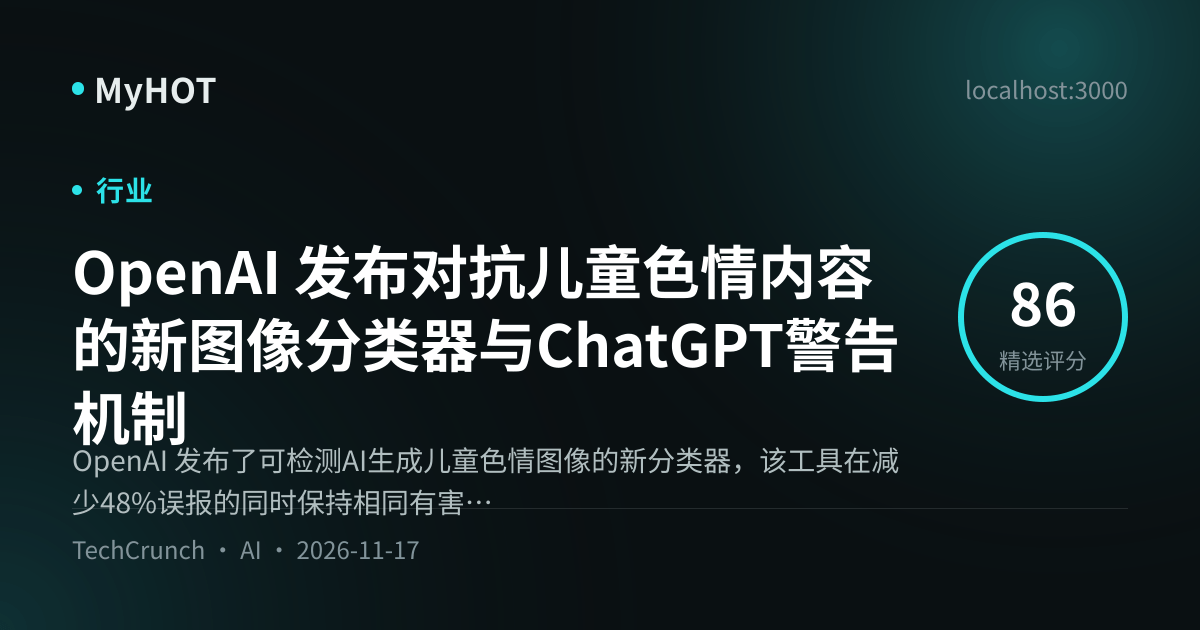 MyHOT
localhost:3000
行业
OpenAI 发布对抗儿童色情内容
的新图像分类器与ChatGPT警告
机制
86
精选评分
OpenAI 发布了可检测AI生成儿童色情图像的新分类器，该工具在减
少48%误报的同时保持相同有害…
TechCrunch · AI · 2026-11-17